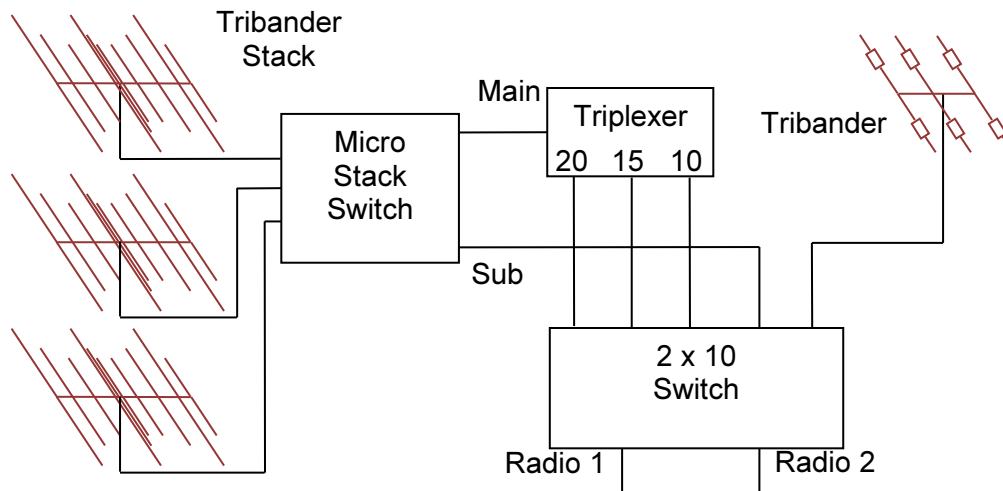 Tribander
Stack
Main
Triplexer
20 15 10
Tribander
Micro
Stack
Switch
Sub
2 x 10
Switch
Radio 1
Radio 2